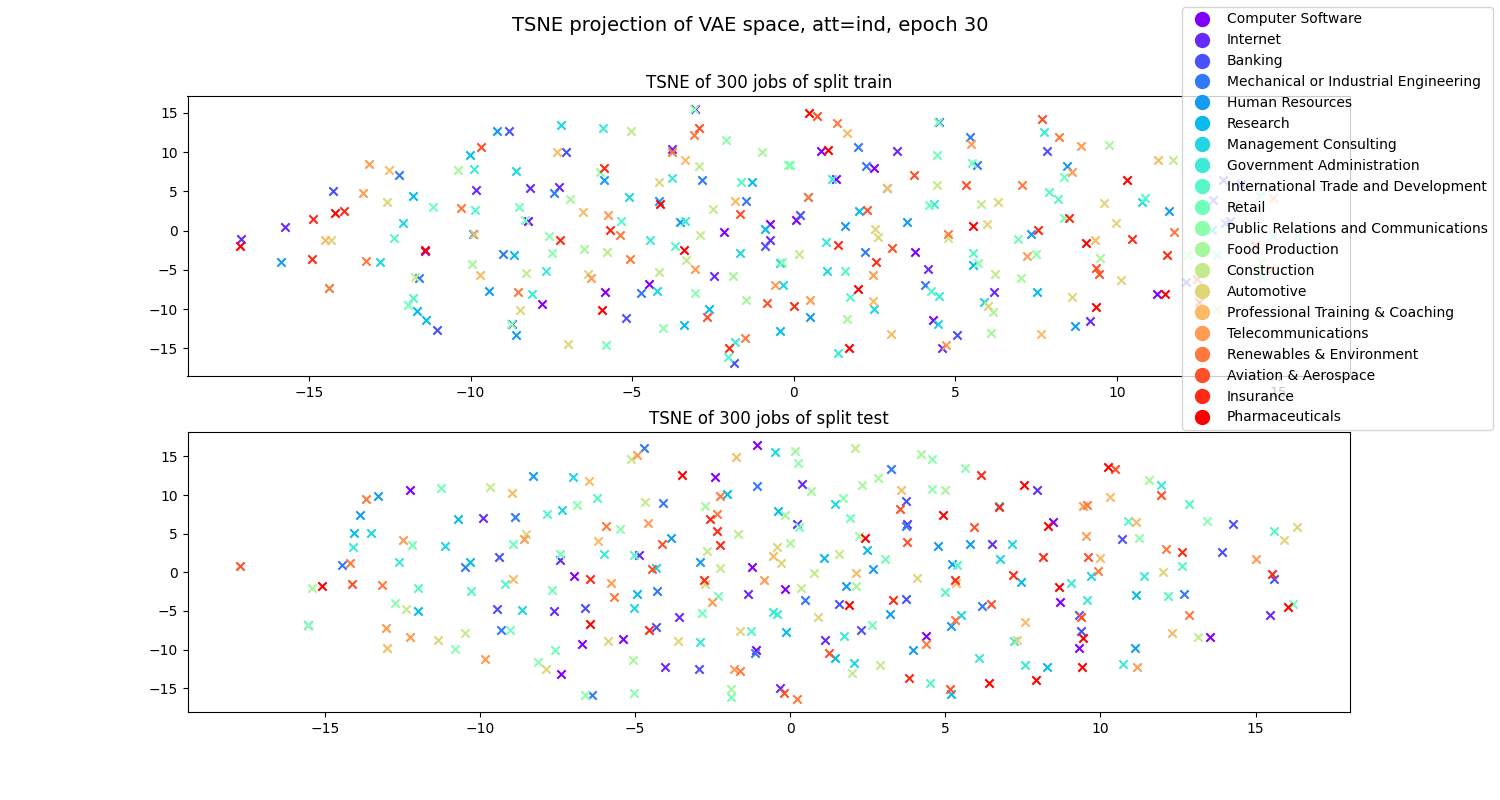 TSNE projection of VAE space, att=ind, epoch 30
TSNE of 300 jobs of split train
15
10
5
0
−5
−10
−15
−15
−10
−5
0
5
10
15
Computer Software
Internet
Banking
Mechanical or Industrial Engineering
Human Resources
Research
Management Consulting
Government Administration
International Trade and Development
Retail
Public Relations and Communications
Food Production
Construction
Automotive
Professional Training & Coaching
Telecommunications
Renewables & Environment
Aviation & Aerospace
Insurance
Pharmaceuticals
TSNE of 300 jobs of split test
15
10
5
0
−5
−10
−15
−15
−10
−5
0
5
10
15